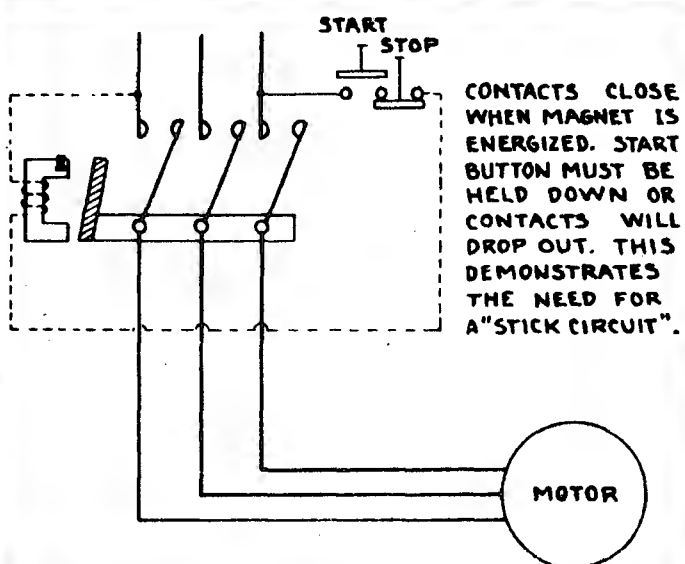 START
STOP
CONTACTS CLOSE
WHEN MAGNET IS
ENERGIZED. START
BUTTON MUST BE
HELD DOWN OR
CONTACTS WILL
DROP OUT. THIS
DEMONSTRATES
THE NEED FOR
A "STICK CIRCUIT".
MOTOR